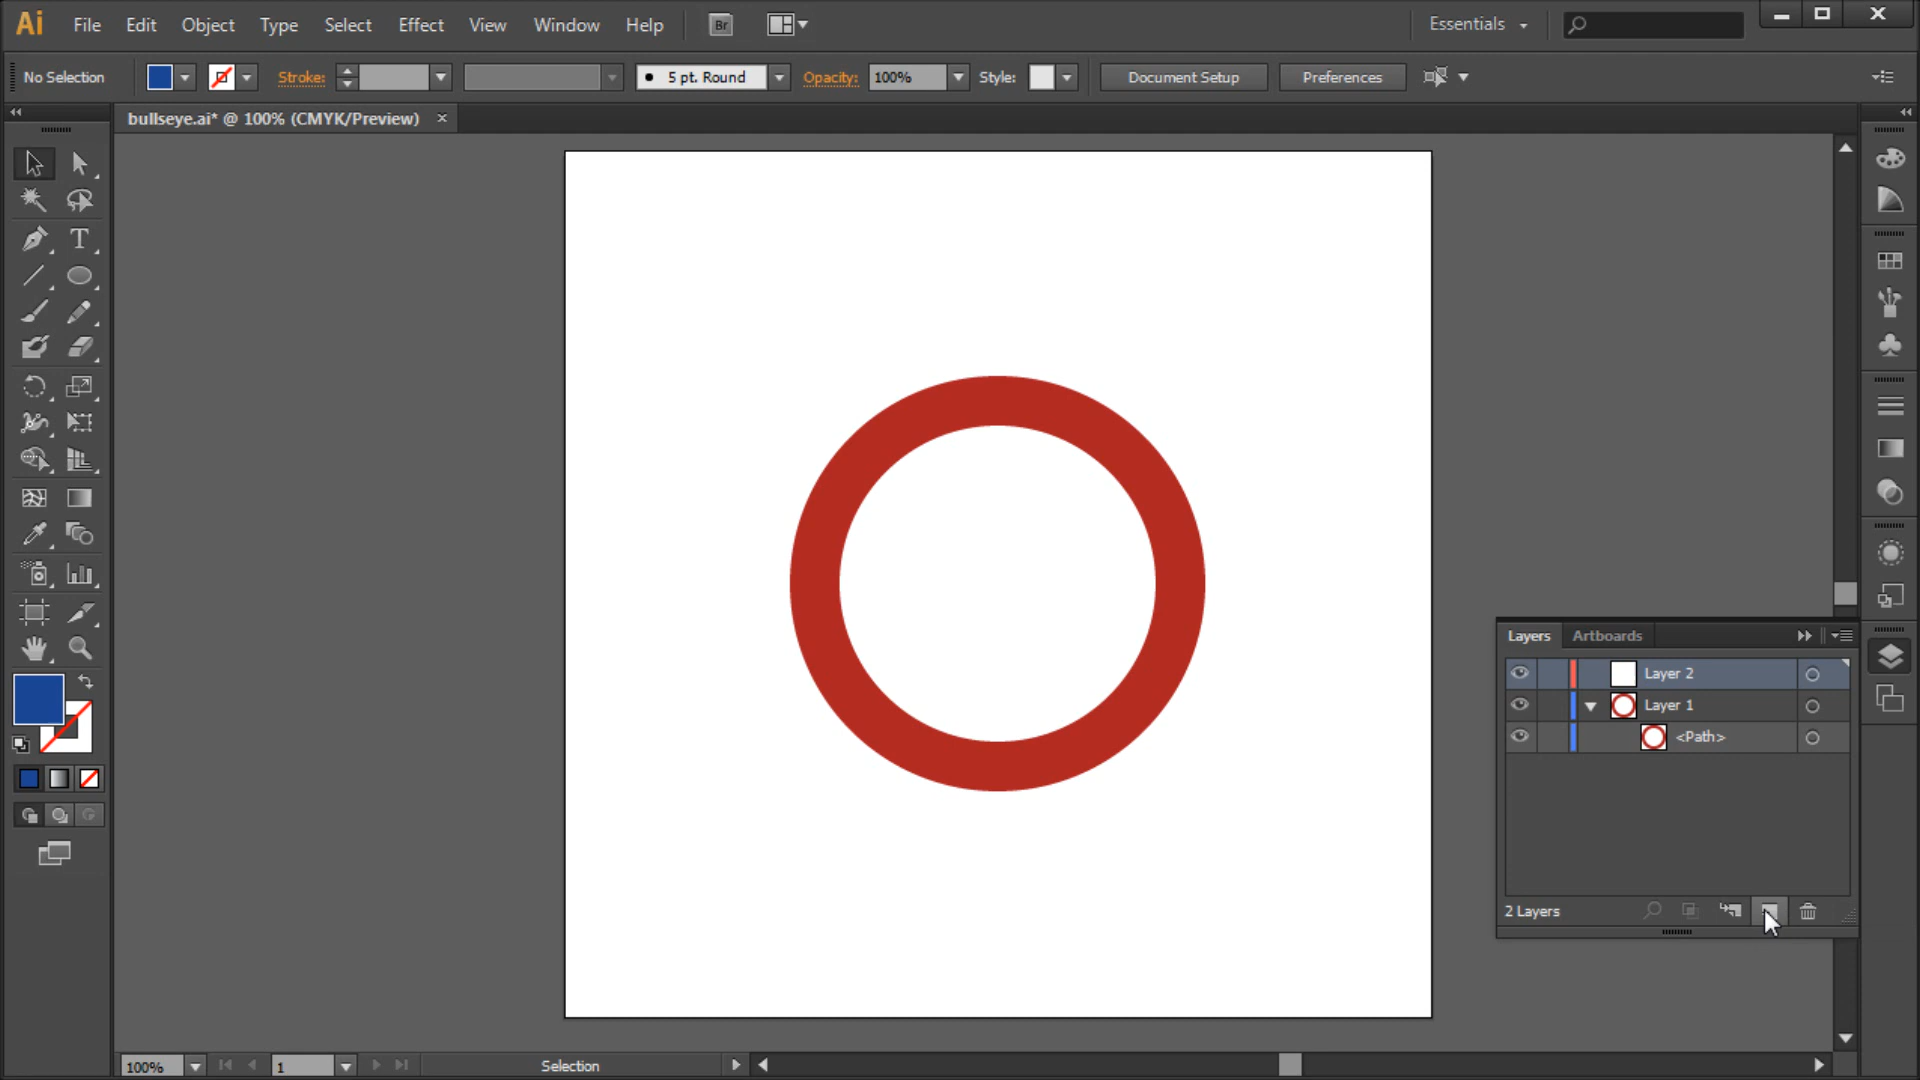 Ai File Edit Object Type Select Effect View Window Help Br Essentials
No Selection Stroke: 5 pt. Round Opacity: 100% Style: Document Setup Preferences
bullseye.ai* @ 100% (CMYK/Preview)
T
Layers Artboards
Layer 2
Layer 1
<Path>
2 Layers
100% 1 Selection